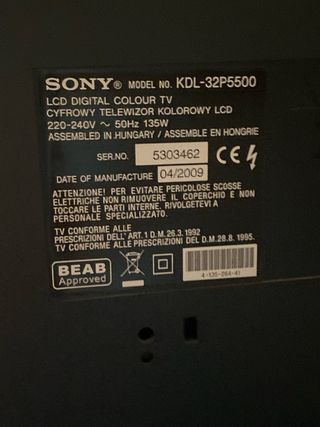 SONY® MODEL NO. KDL-32P5500
LCD DIGITAL COLOUR TV
CYFROWY TELEWIZOR KOLOROWY LCD
220-240V ~ 50Hz 135W
ASSEMBLED IN HUNGARY / ASSEMBLE EN HONGRIE
SER.NO. 5303462 CE
DATE OF MANUFACTURE 04/2009
ATTENZIONE! PER EVITARE PERICOLOSE SCOSSE
ELETTRICHE NON RIMUOVERE IL COPERCHIO E NON
TOCCARE LE PARTI INTERNE. RIVOLGETEVI A
PERSONALE SPECIALIZZATO.
TV CONFORME ALLE
PRESCRIZIONI DELL' ART. 1 D.M. 26.3. 1992
TV CONFORME ALLE PRESCRIZIONI DEL D.M. 28.8. 1995.
BEAB
Approved
4-135-264-41